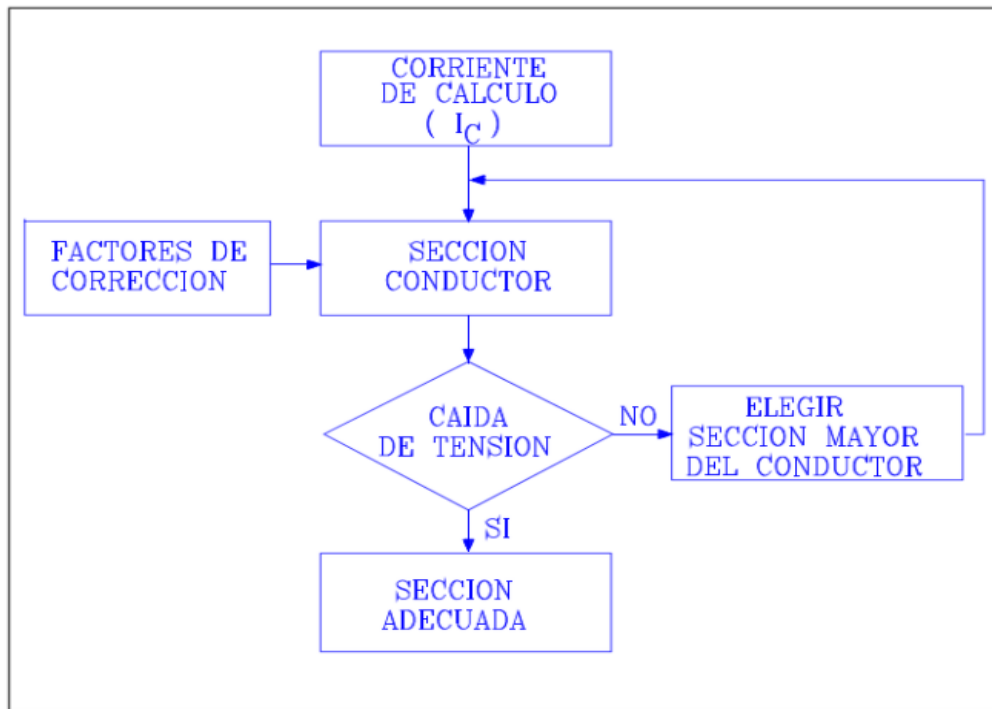 CORRIENTE
DE CALCULO
( I_C )
FACTORES DE
CORRECCION
SECCION
CONDUCTOR
CAIDA
DE TENSION
NO
ELEGIR
SECCION MAYOR
DEL CONDUCTOR
SI
SECCION
ADECUADA